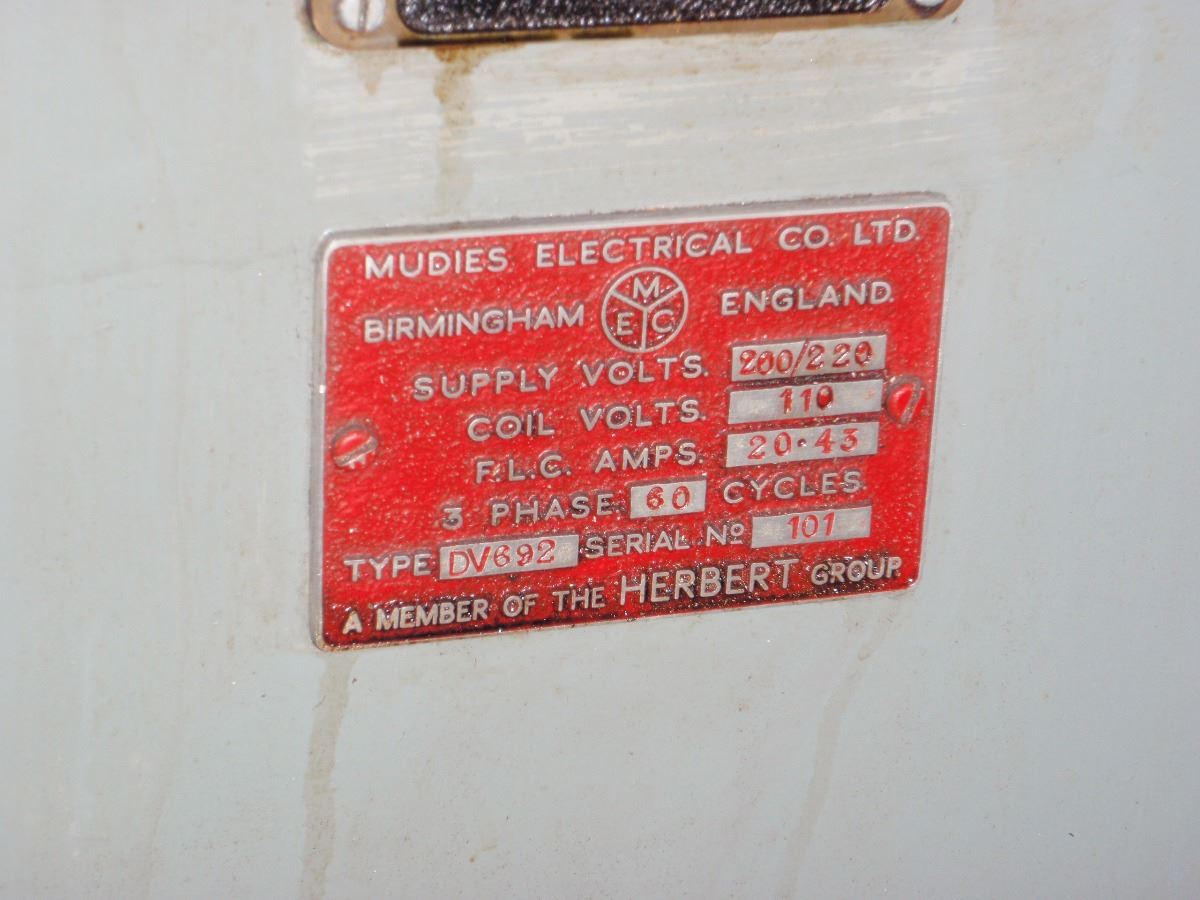 MUDIES ELECTRICAL CO. LTD.
BIRMINGHAM MEC ENGLAND.
SUPPLY VOLTS. 200/220
COIL VOLTS. 110
F.L.C. AMPS. 20·43
3 PHASE. 60 CYCLES.
TYPE DV692 SERIAL Nº 101
A MEMBER OF THE HERBERT GROUP.